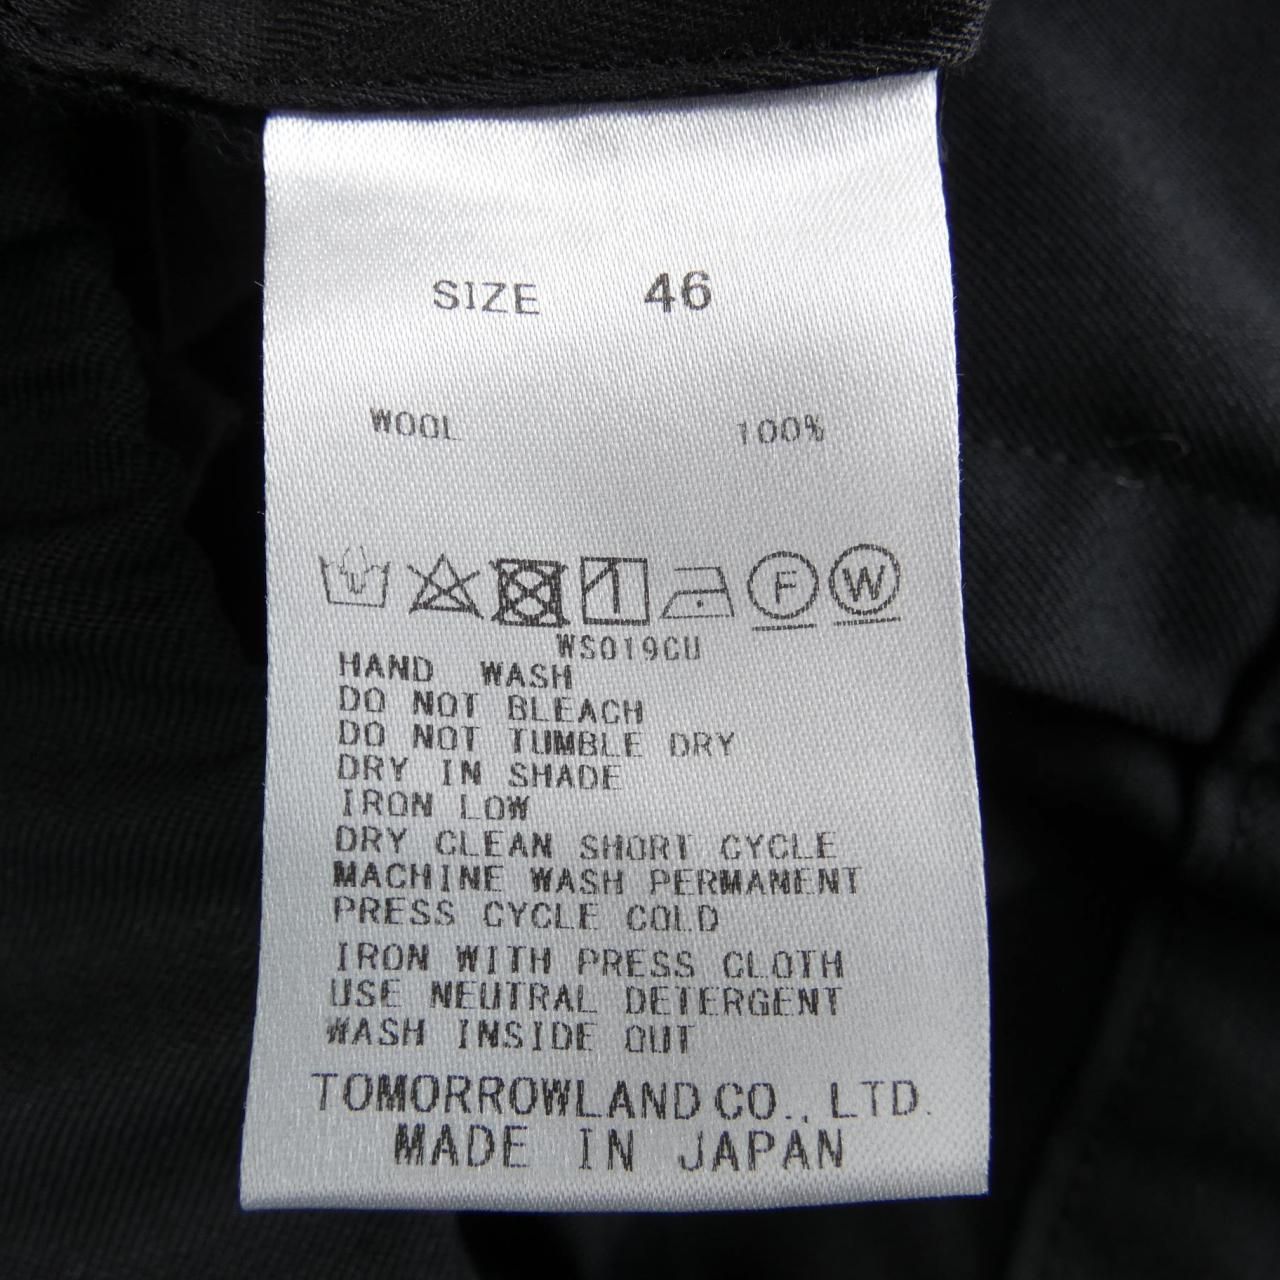 SIZE 46
WOOL 100%
F W
WS019CU
HAND WASH
DO NOT BLEACH
DO NOT TUMBLE DRY
DRY IN SHADE
IRON LOW
DRY CLEAN SHORT CYCLE
MACHINE WASH PERMANENT
PRESS CYCLE COLD
IRON WITH PRESS CLOTH
USE NEUTRAL DETERGENT
WASH INSIDE OUT
TOMORROWLAND CO., LTD.
MADE IN JAPAN